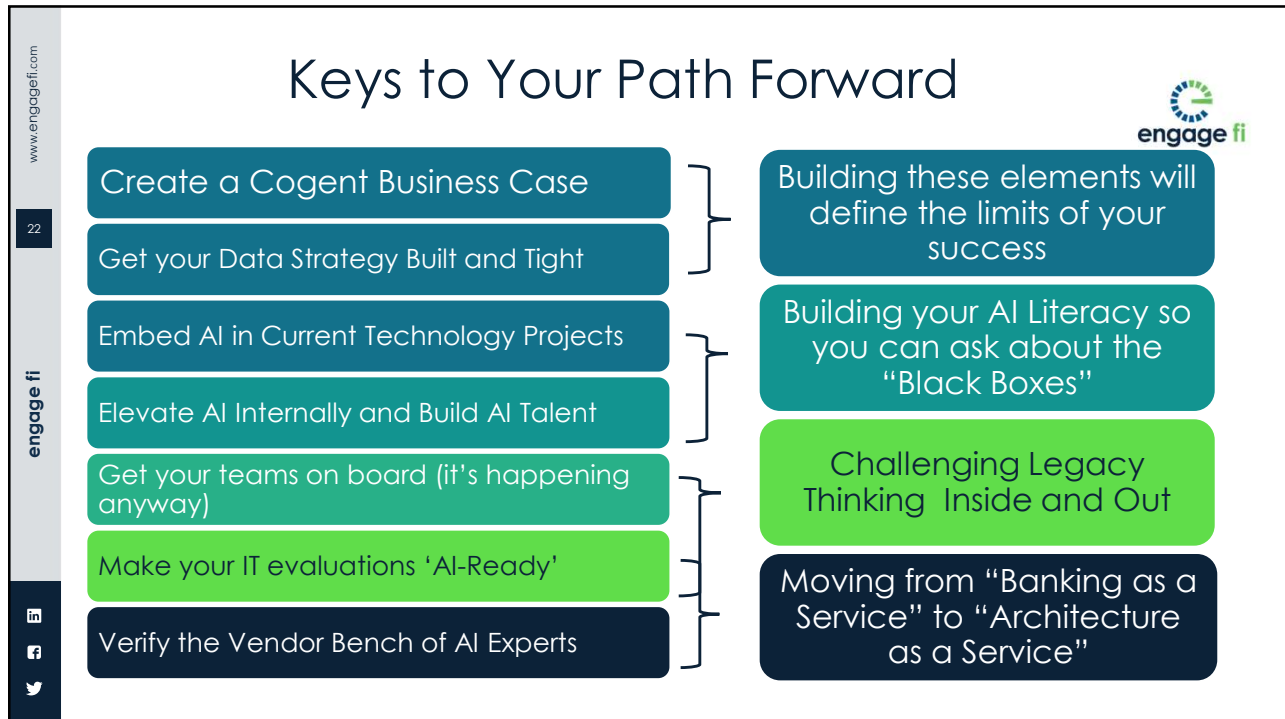 Keys to Your Path Forward
www.engagefi.com
22
engage fi
engage fi
Create a Cogent Business Case
Get your Data Strategy Built and Tight
Embed AI in Current Technology Projects
Elevate AI Internally and Build AI Talent
Get your teams on board (it’s happening
anyway)
Make your IT evaluations ‘AI-Ready’
Verify the Vendor Bench of AI Experts
Building these elements will
define the limits of your
success
Building your AI Literacy so
you can ask about the
“Black Boxes”
Challenging Legacy
Thinking  Inside and Out
Moving from “Banking as a
Service” to “Architecture
as a Service”
in